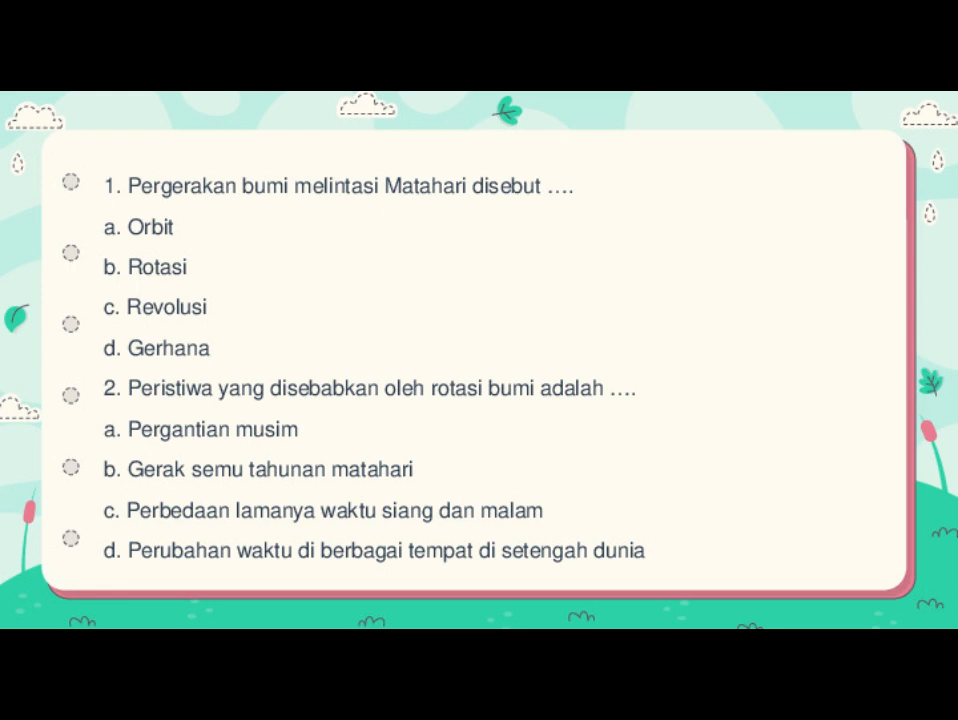 1. Pergerakan bumi melintasi Matahari disebut ....
a. Orbit
b. Rotasi
c. Revolusi
d. Gerhana
2. Peristiwa yang disebabkan oleh rotasi bumi adalah ....
a. Pergantian musim
b. Gerak semu tahunan matahari
c. Perbedaan lamanya waktu siang dan malam
d. Perubahan waktu di berbagai tempat di setengah dunia